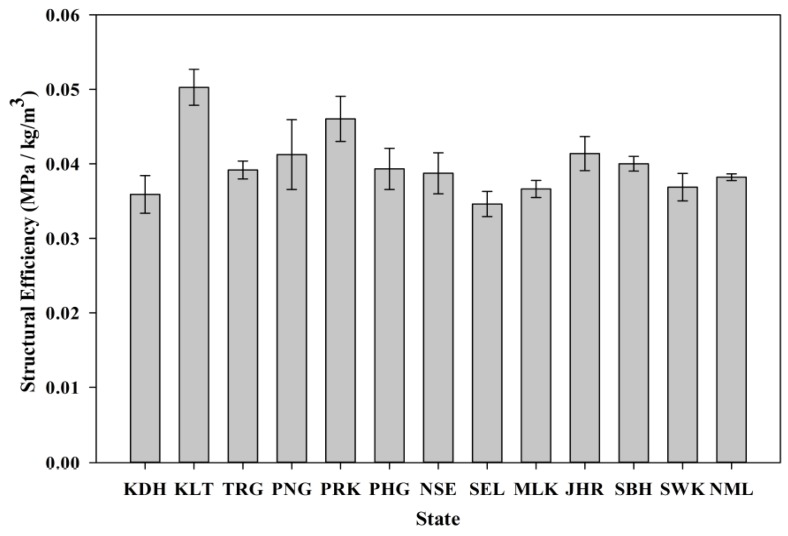 Structural Efficiency (MPa / kg/m³)
0.06
0.05
0.04
0.03
0.02
0.01
0.00
KDH KLT TRG PNG PRK PHG NSE SEL MLK JHR SBH SWK NML
State